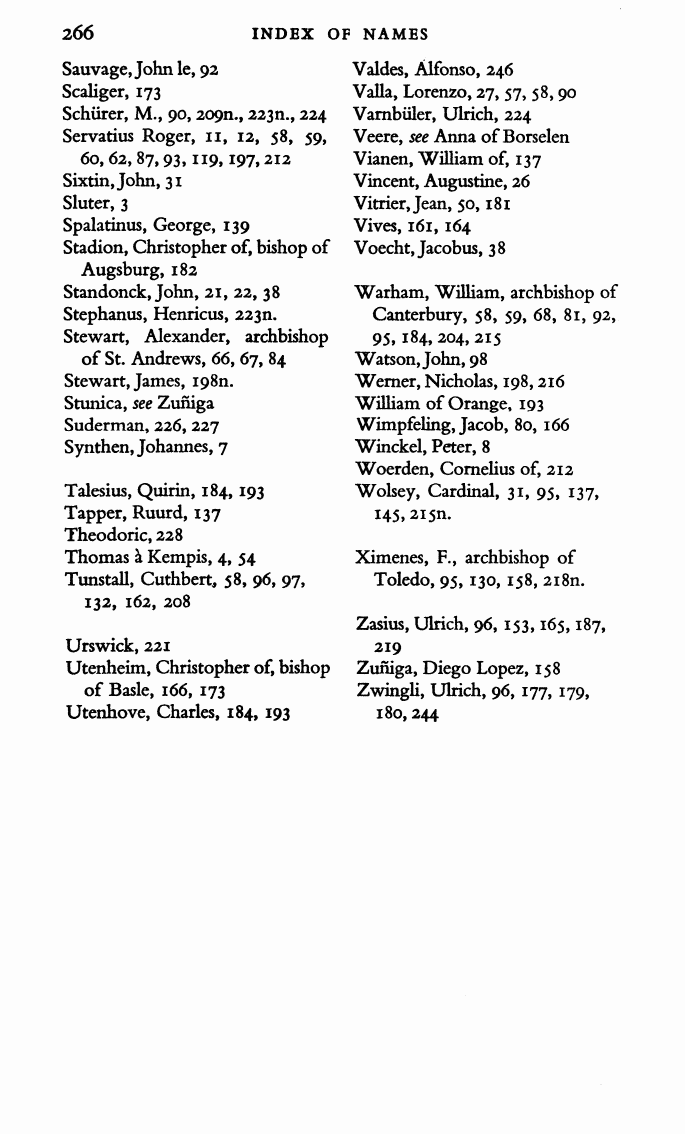 266 INDEX OF NAMES
Sauvage, John le, 92
Scaliger, 173
Schürer, M., 90, 209n., 223n., 224
Servatius Roger, 11, 12, 58, 59,
60, 62, 87, 93, 119, 197, 212
Sixtin, John, 31
Sluter, 3
Spalatinus, George, 139
Stadion, Christopher of, bishop of
Augsburg, 182
Standonck, John, 21, 22, 38
Stephanus, Henricus, 223n.
Stewart, Alexander, archbishop
of St. Andrews, 66, 67, 84
Stewart, James, 198n.
Stunica, see Zuñiga
Suderman, 226, 227
Synthen, Johannes, 7
Talesius, Quirin, 184, 193
Tapper, Ruurd, 137
Theodoric, 228
Thomas à Kempis, 4, 54
Tunstall, Cuthbert, 58, 96, 97,
132, 162, 208
Urswick, 221
Utenheim, Christopher of, bishop
of Basle, 166, 173
Utenhove, Charles, 184, 193
Valdes, Alfonso, 246
Valla, Lorenzo, 27, 57, 58, 90
Varnbüler, Ulrich, 224
Veere, see Anna of Borselen
Vianen, William of, 137
Vincent, Augustine, 26
Vitrier, Jean, 50, 181
Vives, 161, 164
Voecht, Jacobus, 38
Warham, William, archbishop of
Canterbury, 58, 59, 68, 81, 92,
95, 184, 204, 215
Watson, John, 98
Werner, Nicholas, 198, 216
William of Orange, 193
Wimpfeling, Jacob, 80, 166
Winckel, Peter, 8
Woerden, Cornelius of, 212
Wolsey, Cardinal, 31, 95, 137,
145, 215n.
Ximenes, F., archbishop of
Toledo, 95, 130, 158, 218n.
Zasius, Ulrich, 96, 153, 165, 187,
219
Zuñiga, Diego Lopez, 158
Zwingli, Ulrich, 96, 177, 179,
180, 244